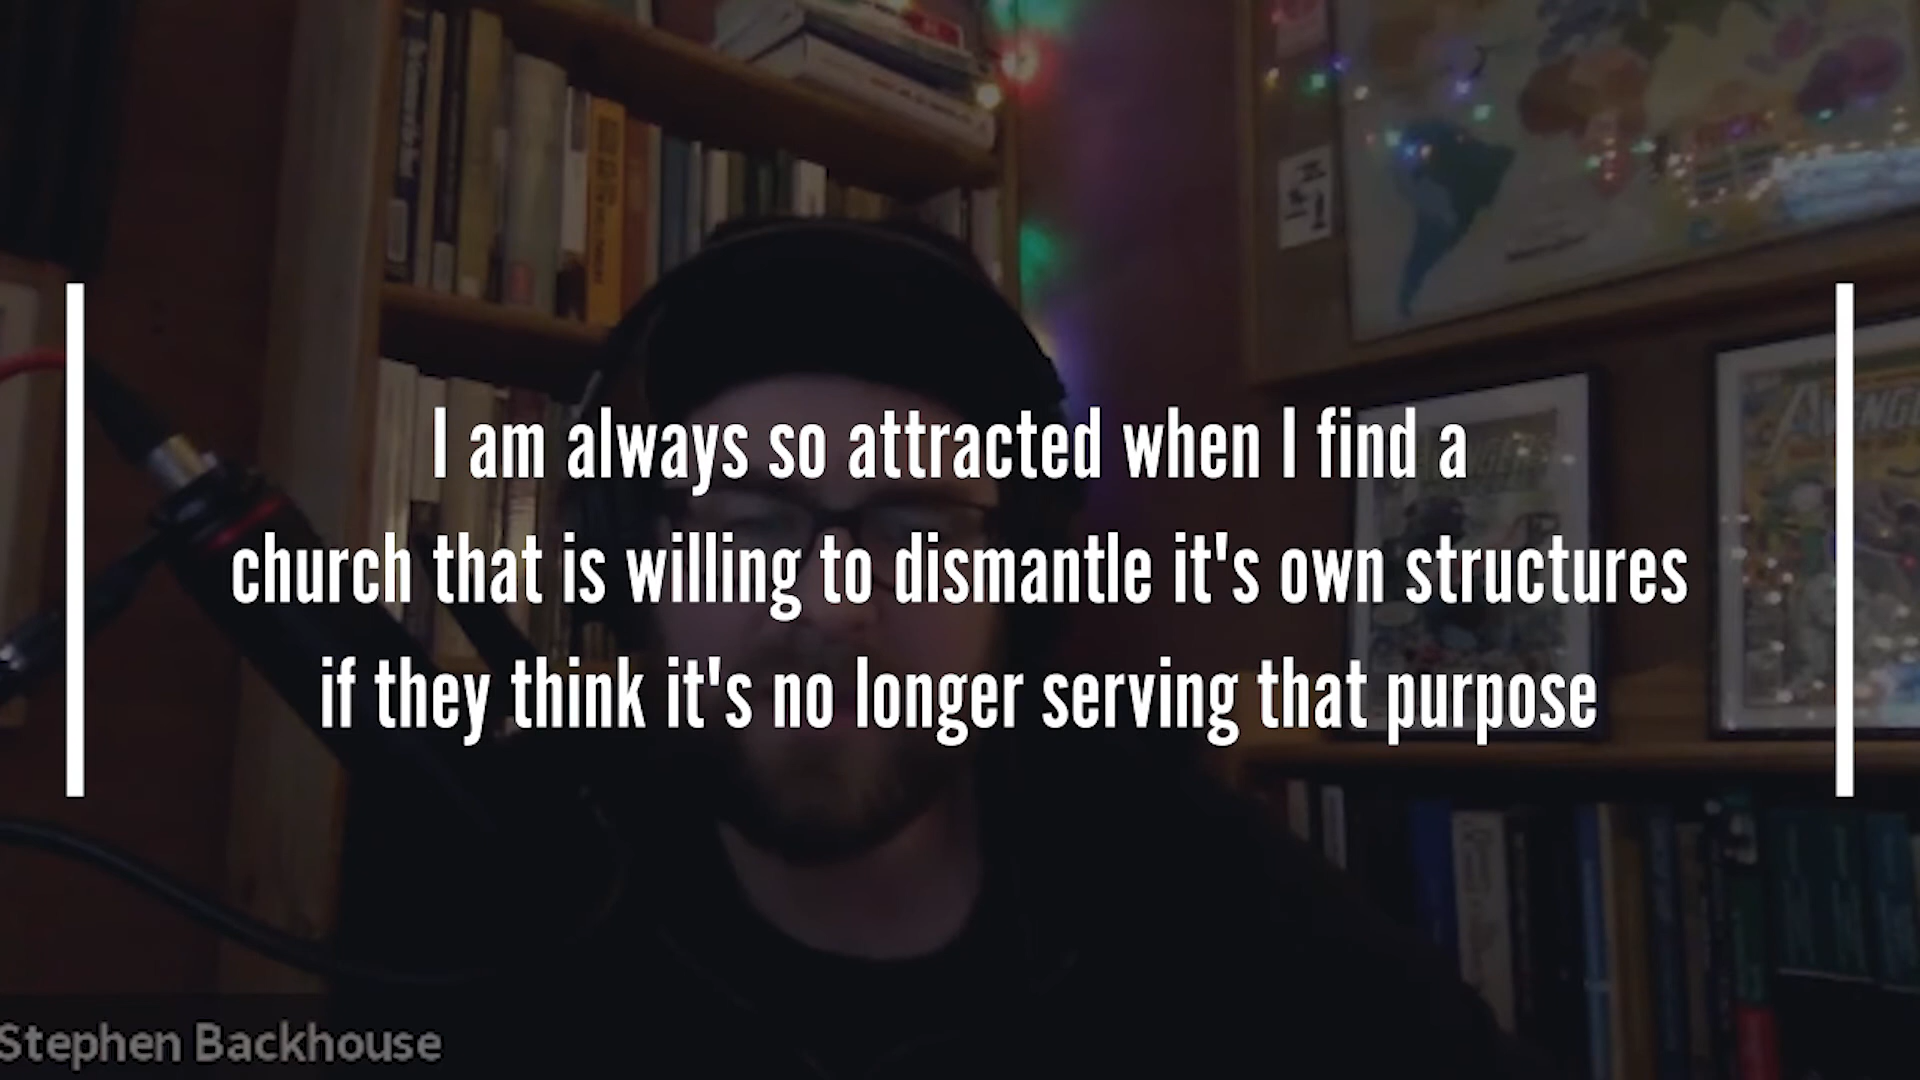 I am always so attracted when I find a
church that is willing to dismantle it's own structures
if they think it's no longer serving that purpose
Stephen Backhouse